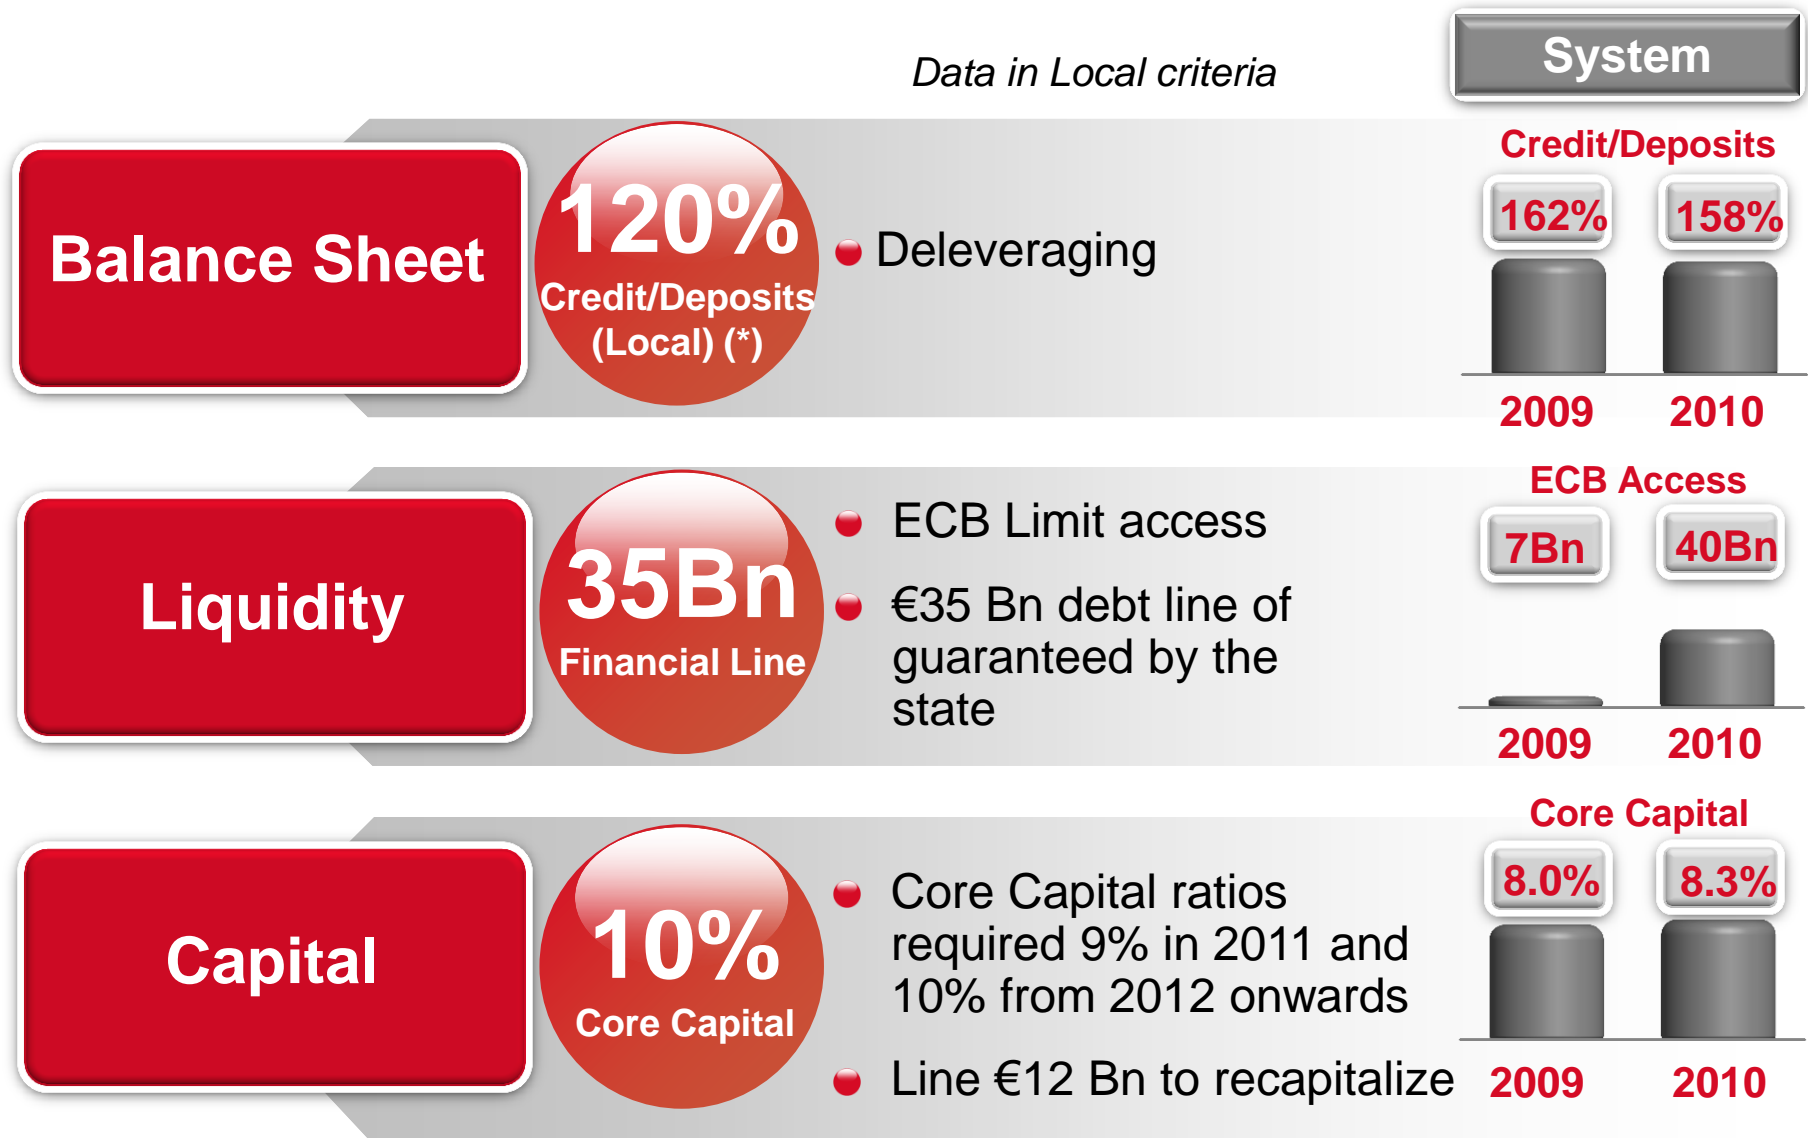 Data in Local criteria
System
Balance Sheet
120%
Credit/Deposits
(Local) (*)
Deleveraging
Credit/Deposits
162%
158%
2009
2010
Liquidity
35Bn
Financial Line
ECB Limit access
€35 Bn debt line of
guaranteed by the
state
ECB Access
7Bn
40Bn
2009
2010
Capital
10%
Core Capital
Core Capital ratios
required 9% in 2011 and
10% from 2012 onwards
Line €12 Bn to recapitalize
Core Capital
8.0%
8.3%
2009
2010